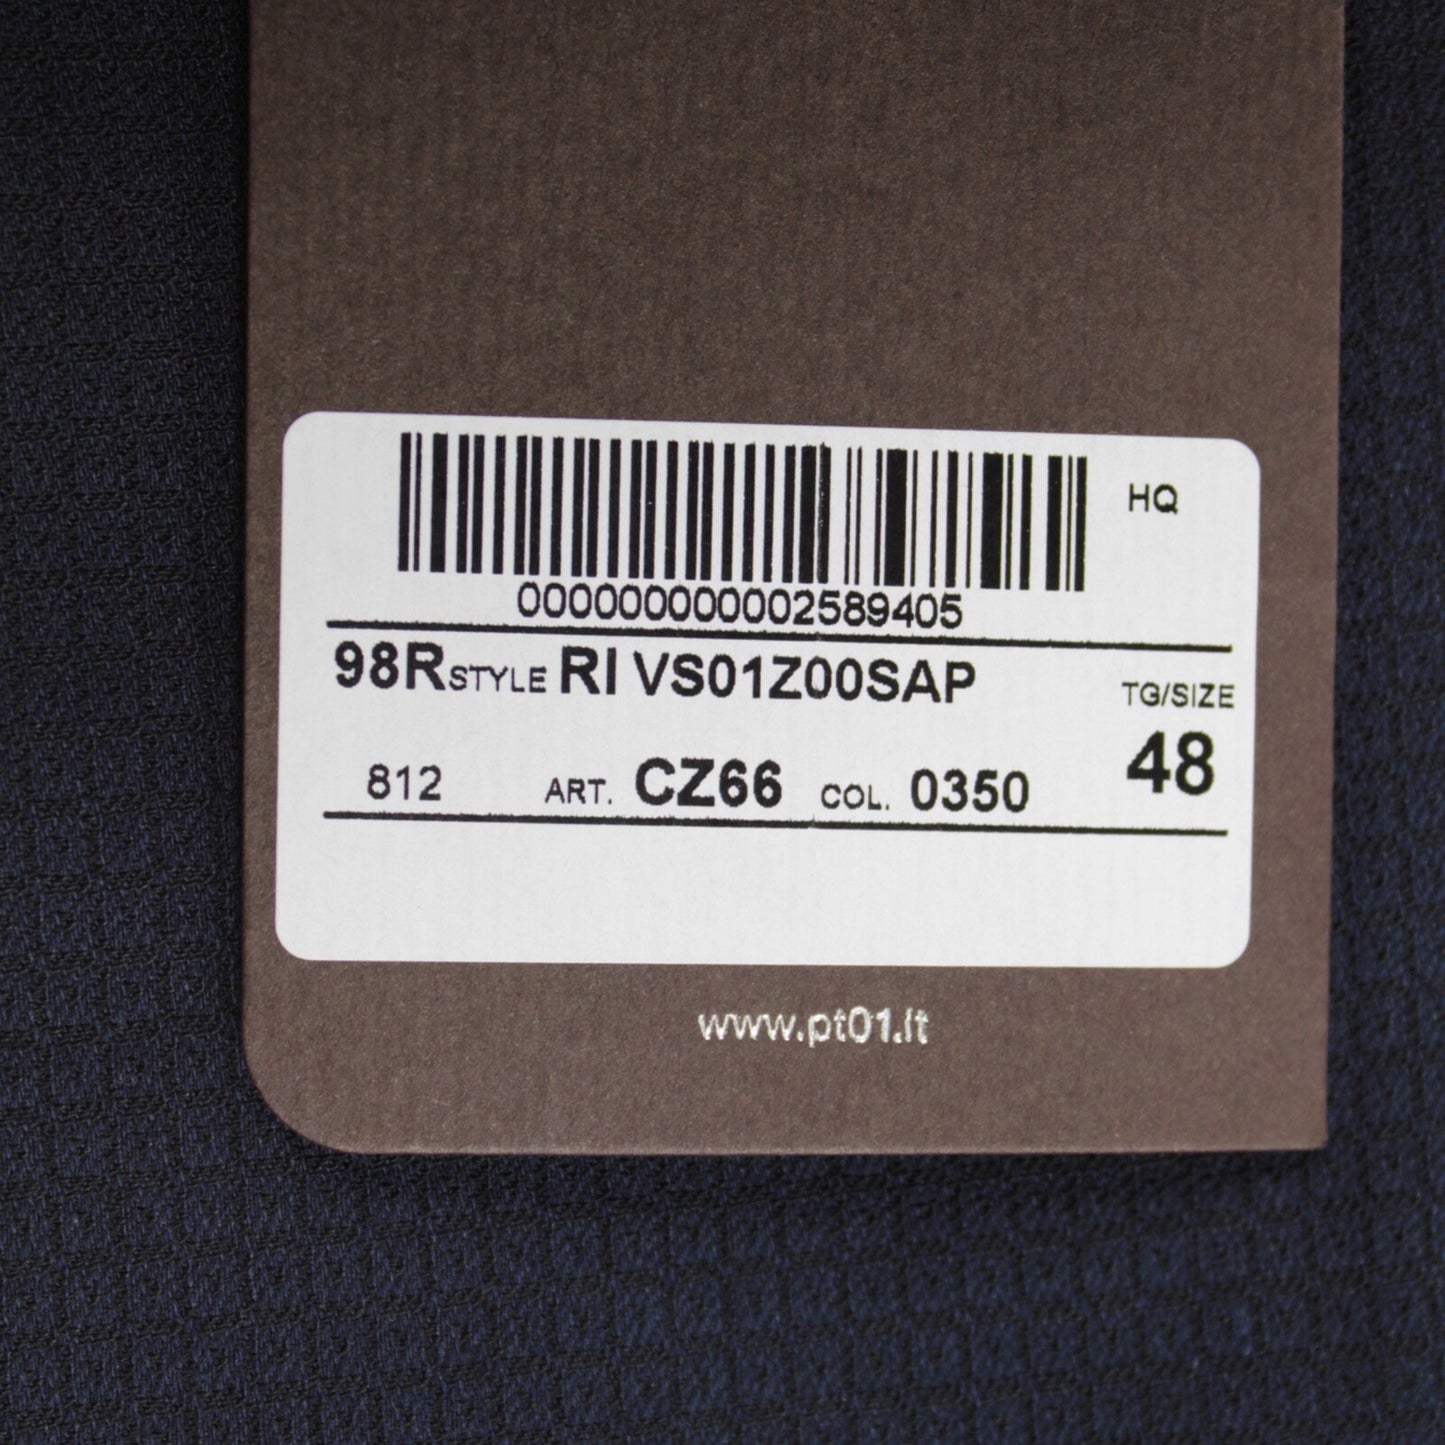 HQ
000000000002589405
98R STYLE RI VS01Z00SAP
TG/SIZE
48
812 ART. CZ66 COL. 0350
www.pt01.it